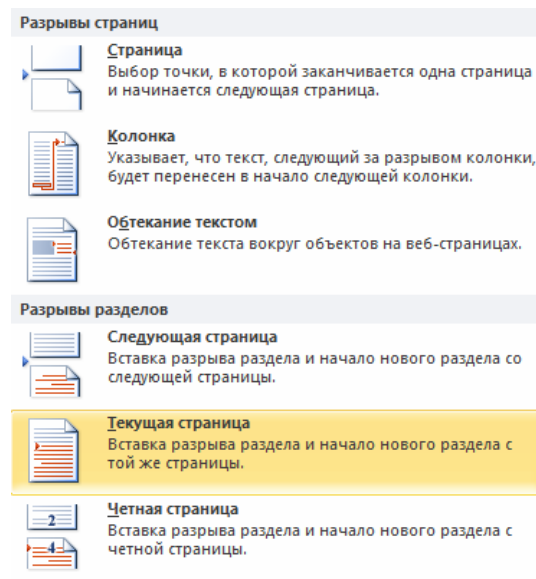 Разрывы страниц
Страница
Выбор точки, в которой заканчивается одна страница
и начинается следующая страница.
Колонка
Указывает, что текст, следующий за разрывом колонки,
будет перенесен в начало следующей колонки.
Обтекание текстом
Обтекание текста вокруг объектов на веб-страницах.
Разрывы разделов
Следующая страница
Вставка разрыва раздела и начало нового раздела со
следующей страницы.
Текущая страница
Вставка разрыва раздела и начало нового раздела с
той же страницы.
2
Четная страница
Вставка разрыва раздела и начало нового раздела с
4
четной страницы.